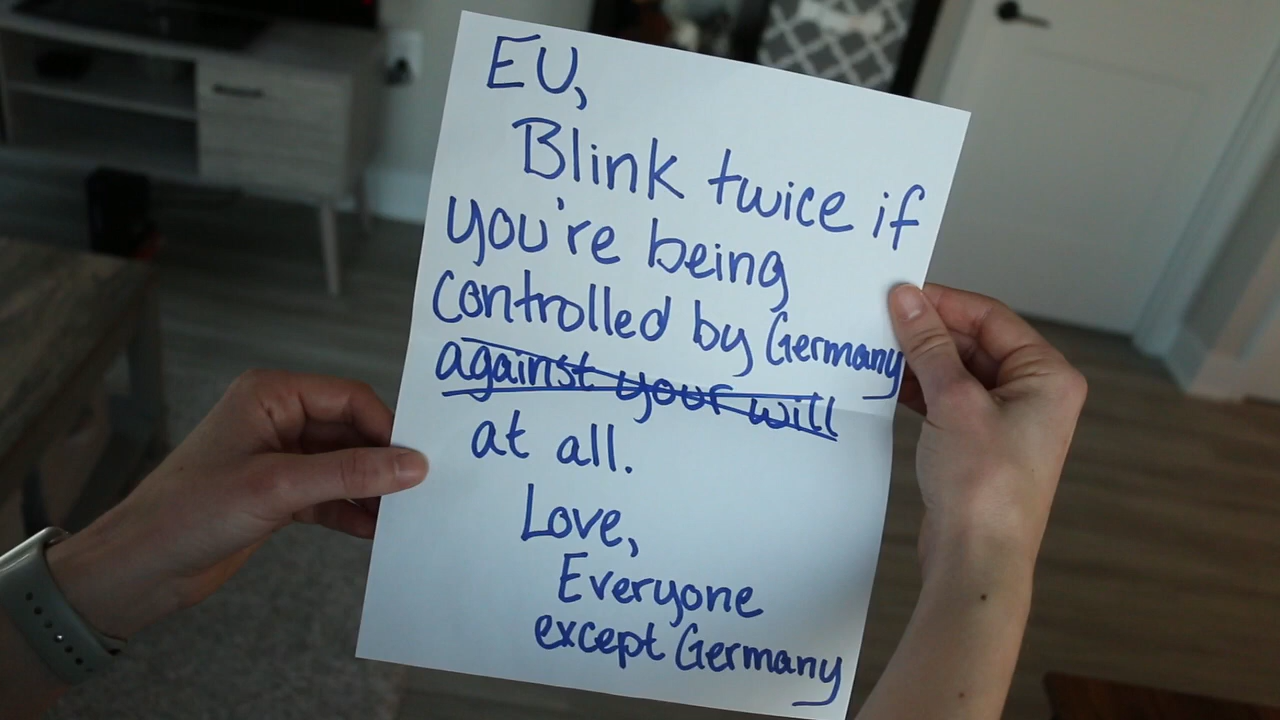 EU,
Blink twice if
you're being
controlled by Germany
against your will
at all.
Love,
Everyone
except Germany